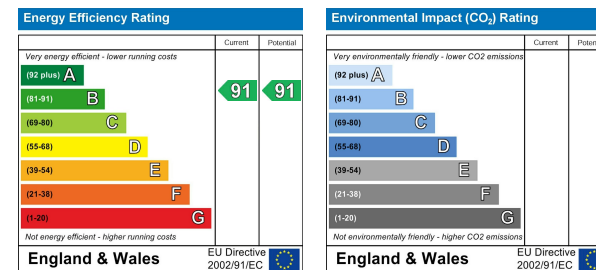 Energy Efficiency Rating
Current Potential
Very energy efficient - lower running costs
(92 plus) A
(81-91) B
(69-80) C
(55-68) D
(39-54) E
(21-38) F
(1-20) G
91 91
Not energy efficient - higher running costs
England & Wales
EU Directive
2002/91/EC
Environmental Impact (CO₂) Rating
Current Poten
Very environmentally friendly - lower CO2 emissions
(92 plus) A
(81-91) B
(69-80) C
(55-68) D
(39-54) E
(21-38) F
(1-20) G
Not environmentally friendly - higher CO2 emissions
England & Wales
EU Directive
2002/91/EC